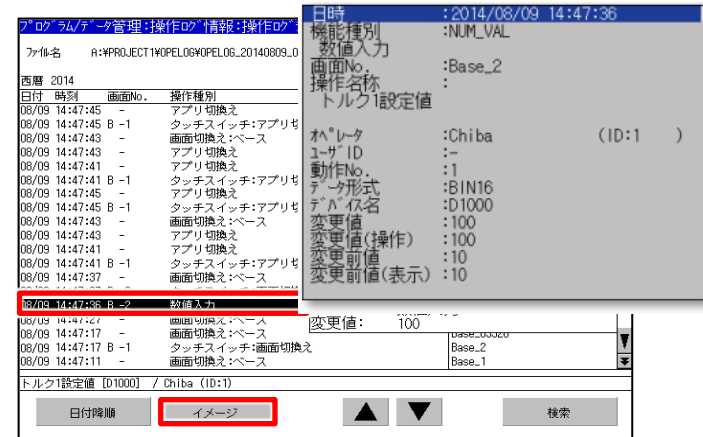 プログラム/データ管理:操作ログ情報:操作ログ
ファイル名 A:¥PROJECT1¥OPELOG¥OPELOG_20140809_0
西暦 2014
日付 時刻 画面No. 操作種別
08/09 14:47:45 - アプリ切換え
08/09 14:47:45 B -1 タッチスイッチ:アプリセ
08/09 14:47:43 - 画面切換え:ベース
08/09 14:47:43 - アプリ切換え
08/09 14:47:41 - アプリ切換え
08/09 14:47:41 B -1 タッチスイッチ:アプリセ
08/09 14:47:45 - アプリ切換え
08/09 14:47:45 B -1 タッチスイッチ:アプリセ
08/09 14:47:43 - 画面切換え:ベース
08/09 14:47:43 - アプリ切換え
08/09 14:47:41 - アプリ切換え
08/09 14:47:41 B -1 タッチスイッチ:アプリセ
08/09 14:47:37 - 画面切換え:ベース
08/09 14:47:36 B -2 数値入力
08/09 14:47:27 - 画面切換え:ベース
08/09 14:47:17 - 画面切換え:ベース
08/09 14:47:17 B -1 タッチスイッチ:画面切換え
08/09 14:47:11 - 画面切換え:ベース
変更値: 100
Base_2
Base_1
トルク1設定値 [D1000] / Chiba (ID:1)
日付降順 イメージ ▲ ▼ 検索
日時 :2014/08/09 14:47:36
機能種別 :NUM_VAL
数値入力
画面No. :Base_2
操作名称 :
トルク1設定値
オペレータ :Chiba (ID:1 )
ユーザID :-
動作No. :1
データ形式 :BIN16
デバイス名 :D1000
変更値 :100
変更値(操作) :100
変更前値 :10
変更前値(表示) :10